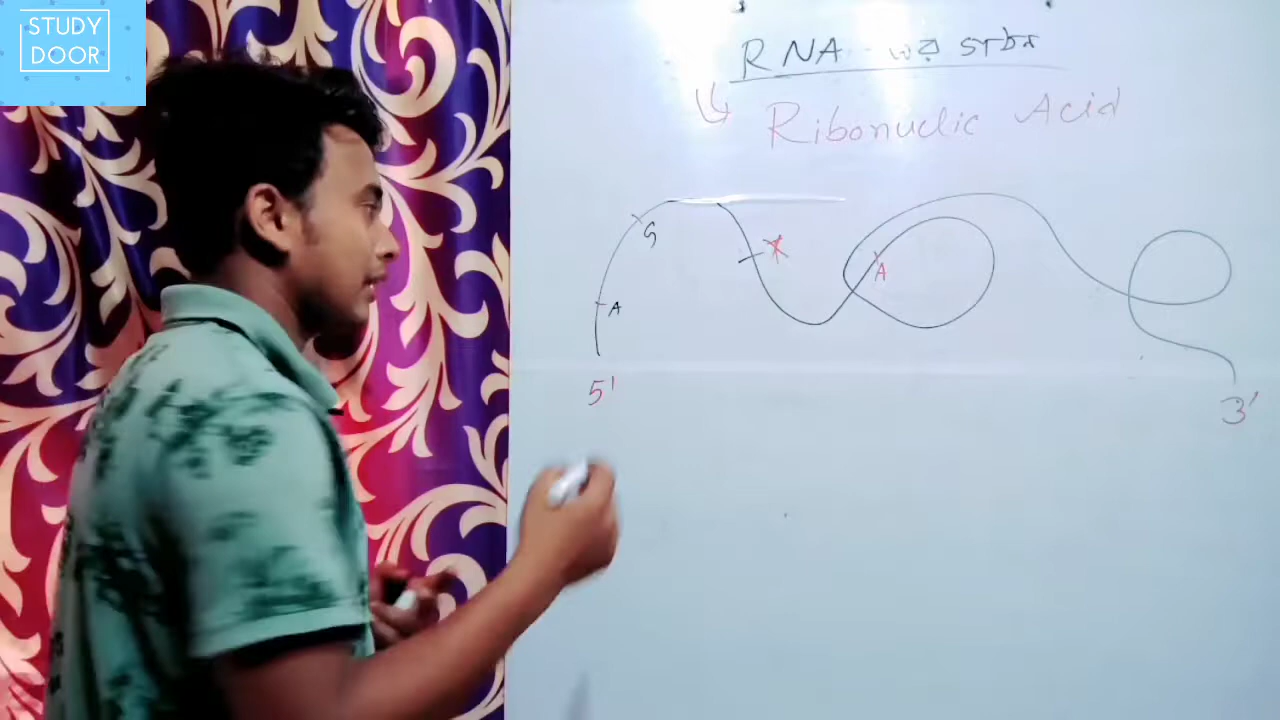 STUDY
DOOR
RNA এর গঠন
Ribonuclic Acid
G
A
A
5'
3'